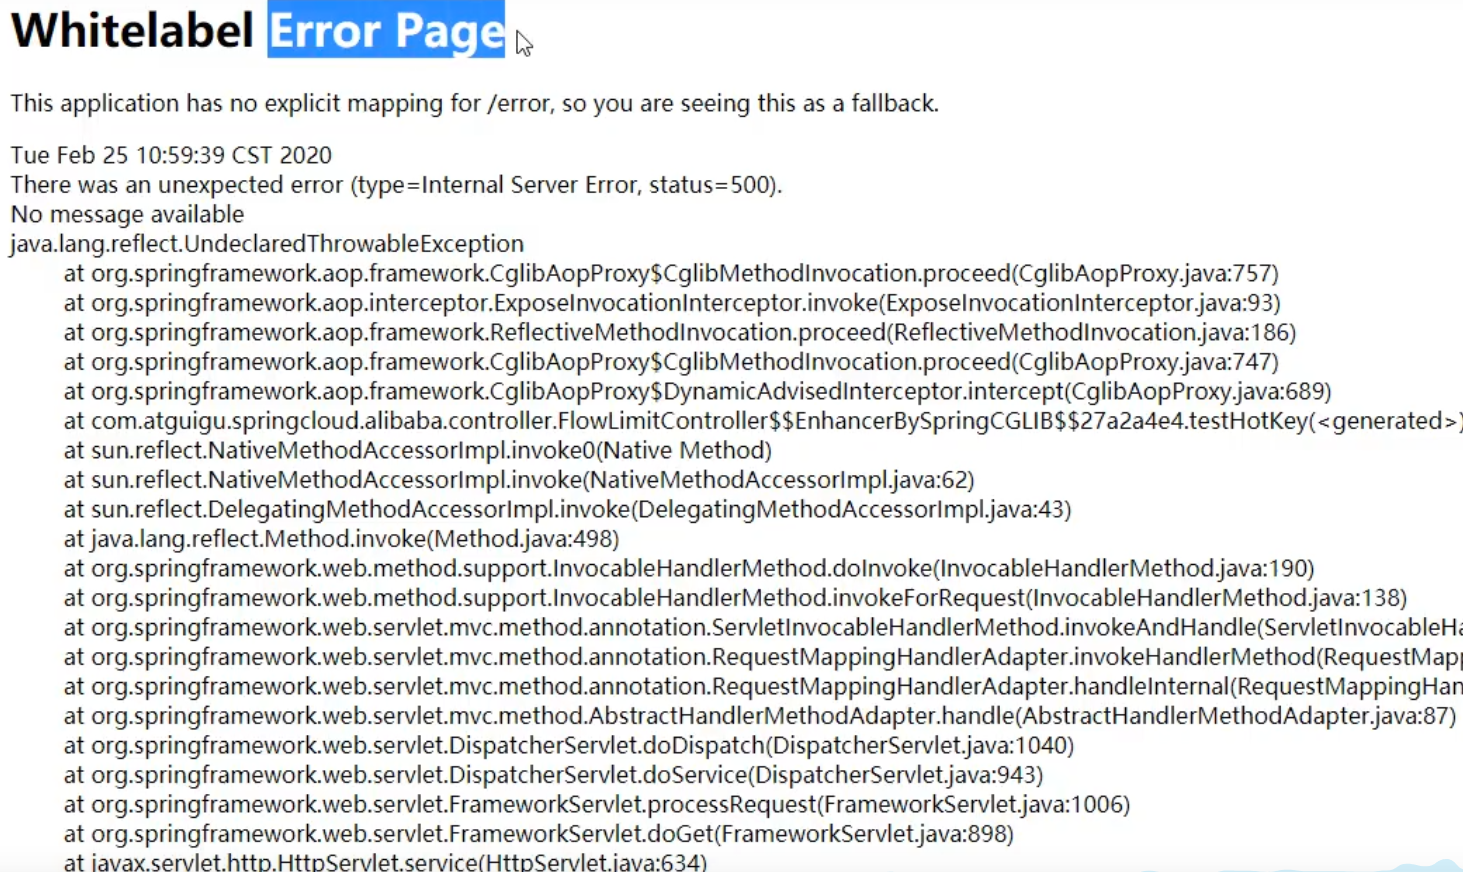 Whitelabel Error Page
This application has no explicit mapping for /error, so you are seeing this as a fallback.
Tue Feb 25 10:59:39 CST 2020
There was an unexpected error (type=Internal Server Error, status=500).
No message available
java.lang.reflect.UndeclaredThrowableException
at org.springframework.aop.framework.CglibAopProxy$CglibMethodInvocation.proceed(CglibAopProxy.java:757)
at org.springframework.aop.interceptor.ExposeInvocationInterceptor.invoke(ExposeInvocationInterceptor.java:93)
at org.springframework.aop.framework.ReflectiveMethodInvocation.proceed(ReflectiveMethodInvocation.java:186)
at org.springframework.aop.framework.CglibAopProxy$CglibMethodInvocation.proceed(CglibAopProxy.java:747)
at org.springframework.aop.framework.CglibAopProxy$DynamicAdvisedInterceptor.intercept(CglibAopProxy.java:689)
at com.atguigu.springcloud.alibaba.controller.FlowLimitController$$EnhancerBySpringCGLIB$$27a2a4e4.testHotKey(<generated>)
at sun.reflect.NativeMethodAccessorImpl.invoke0(Native Method)
at sun.reflect.NativeMethodAccessorImpl.invoke(NativeMethodAccessorImpl.java:62)
at sun.reflect.DelegatingMethodAccessorImpl.invoke(DelegatingMethodAccessorImpl.java:43)
at java.lang.reflect.Method.invoke(Method.java:498)
at org.springframework.web.method.support.InvocableHandlerMethod.doInvoke(InvocableHandlerMethod.java:190)
at org.springframework.web.method.support.InvocableHandlerMethod.invokeForRequest(InvocableHandlerMethod.java:138)
at org.springframework.web.servlet.mvc.method.annotation.ServletInvocableHandlerMethod.invokeAndHandle(ServletInvocableHa
at org.springframework.web.servlet.mvc.method.annotation.RequestMappingHandlerAdapter.invokeHandlerMethod(RequestMapp
at org.springframework.web.servlet.mvc.method.annotation.RequestMappingHandlerAdapter.handleInternal(RequestMappingHan
at org.springframework.web.servlet.mvc.method.AbstractHandlerMethodAdapter.handle(AbstractHandlerMethodAdapter.java:87)
at org.springframework.web.servlet.DispatcherServlet.doDispatch(DispatcherServlet.java:1040)
at org.springframework.web.servlet.DispatcherServlet.doService(DispatcherServlet.java:943)
at org.springframework.web.servlet.FrameworkServlet.processRequest(FrameworkServlet.java:1006)
at org.springframework.web.servlet.FrameworkServlet.doGet(FrameworkServlet.java:898)
at javax.servlet.http.HttpServlet.service(HttpServlet.java:634)